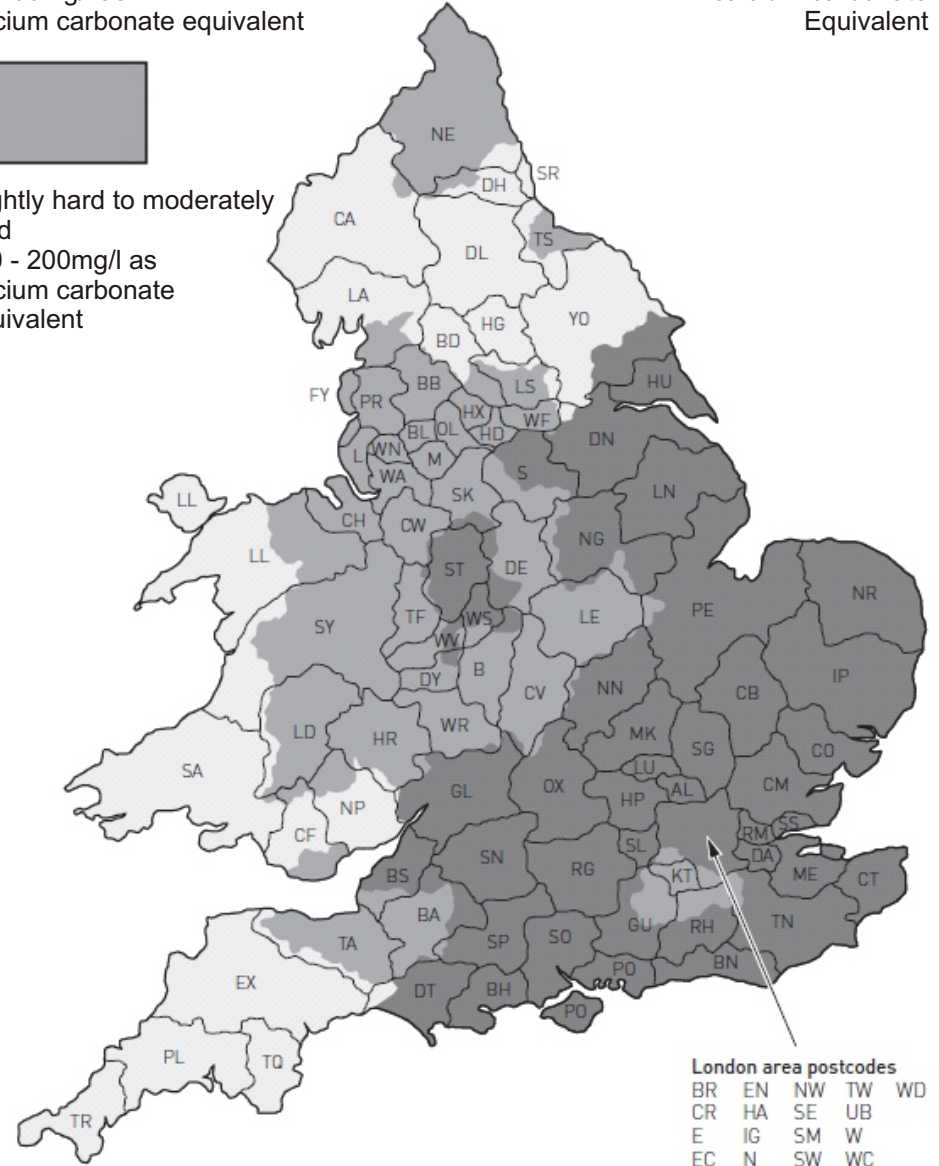 cium carbonate equivalent
Equivalent
htly hard to moderately
d
- 200mg/l as
cium carbonate
uivalent
NE
SR
DH
CA
TS
DL
LA
YO
HG
BD
HU
FY
BB
LS
PR
HX
WF
OL
BL
HD
DN
WN
L
M
S
WA
SK
LN
LL
CH
CW
NG
LL
ST
DE
NR
PE
TF
WS
LE
SY
WV
B
IP
DY
NN
CV
CB
WR
MK
LD
HR
SG
CO
LU
OX
CM
GL
AL
HP
SA
NP
SS
RM
CF
SL
DA
SN
RG
BS
KT
ME
CT
BA
GU
TN
RH
SP
SO
TA
BN
PO
EX
DT
BH
PO
PL
TQ
TR
London area postcodes
BR EN NW TW WD
CR HA SE UB
E IG SM W
EC N SW WC